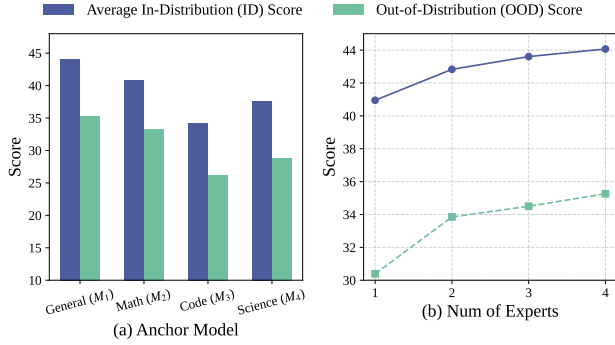 Average In-Distribution (ID) Score
Out-of-Distribution (OOD) Score
Score
45
40
35
30
25
20
15
10
General (M1)
Math (M2)
Code (M3)
Science (M4)
(a) Anchor Model
Score
44
42
40
38
36
34
32
30
1 2 3 4
(b) Num of Experts